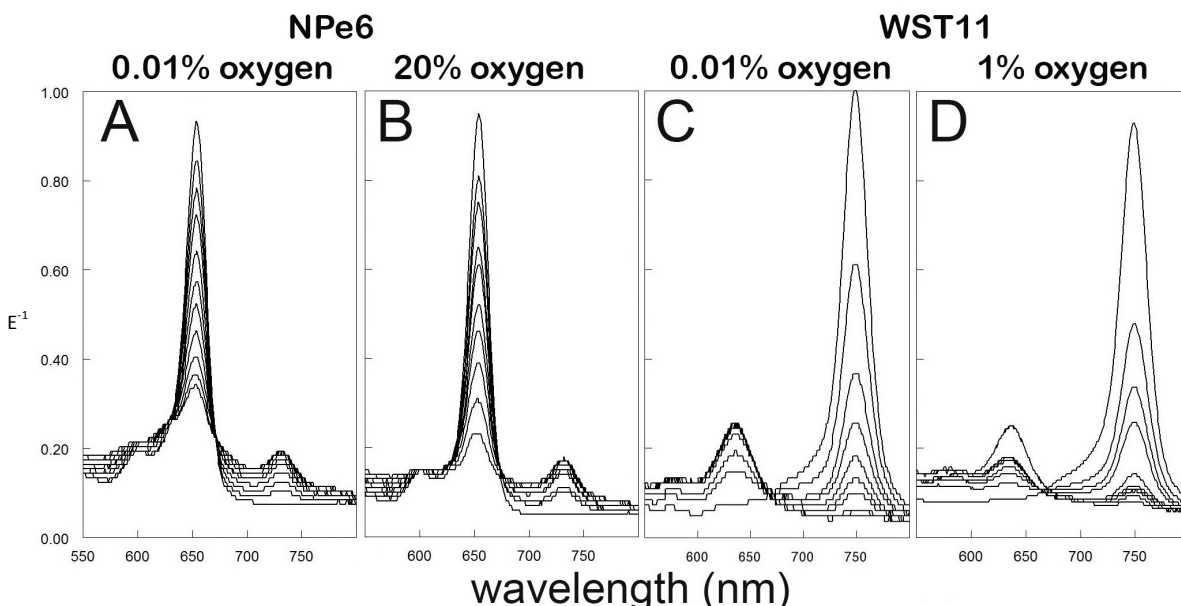 NPe6 WST11
0.01% oxygen 20% oxygen 0.01% oxygen 1% oxygen
A B C D
1.00
0.80
0.60
0.40
0.20
0.00
E-1
550 600 650 700 750 600 650 700 750 600 650 700 750 600 650 700 750
wavelength (nm)